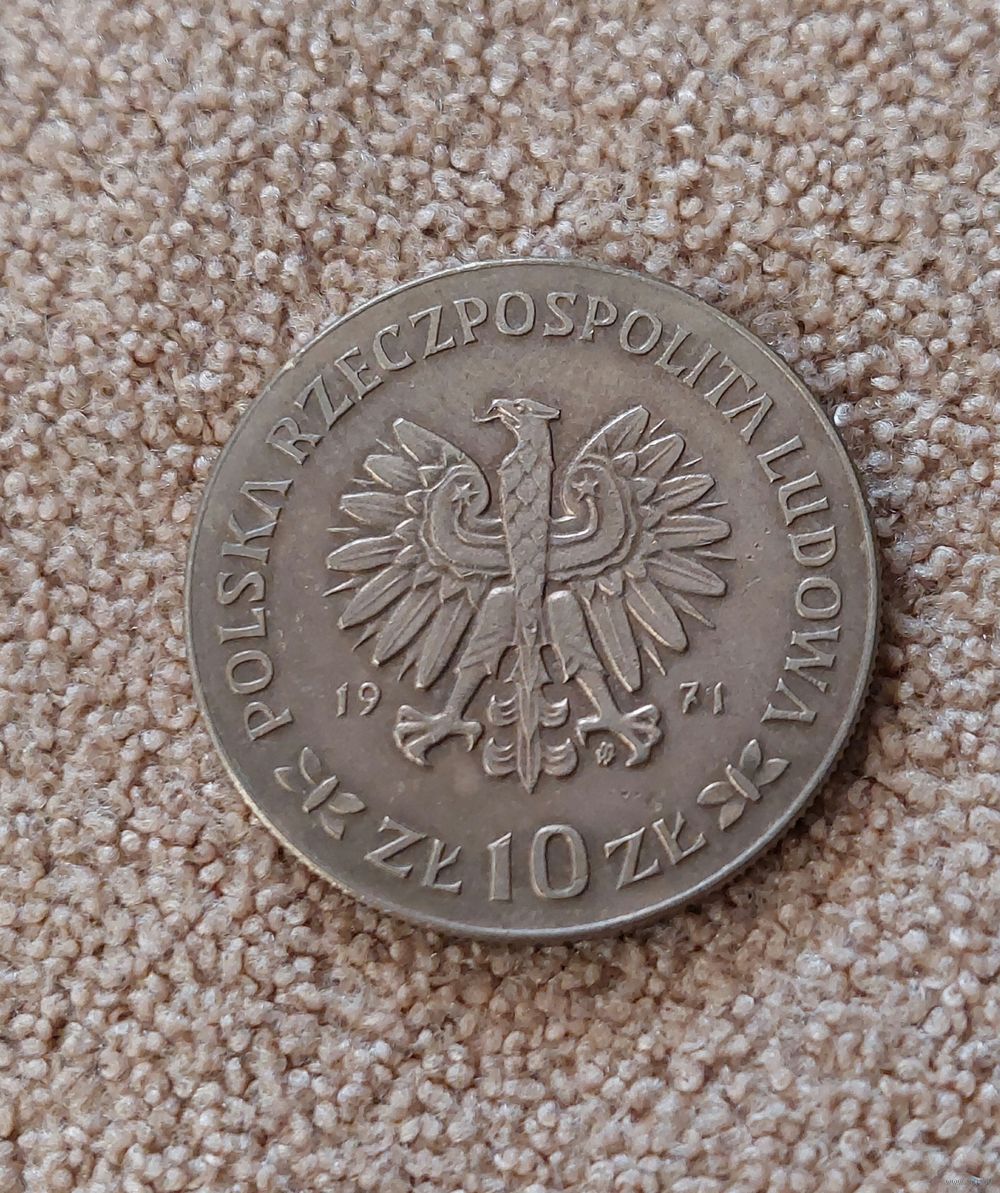 POLSKA RZECZPOSPOLITA LUDOWA
19 71
ZŁ 10 ZŁ